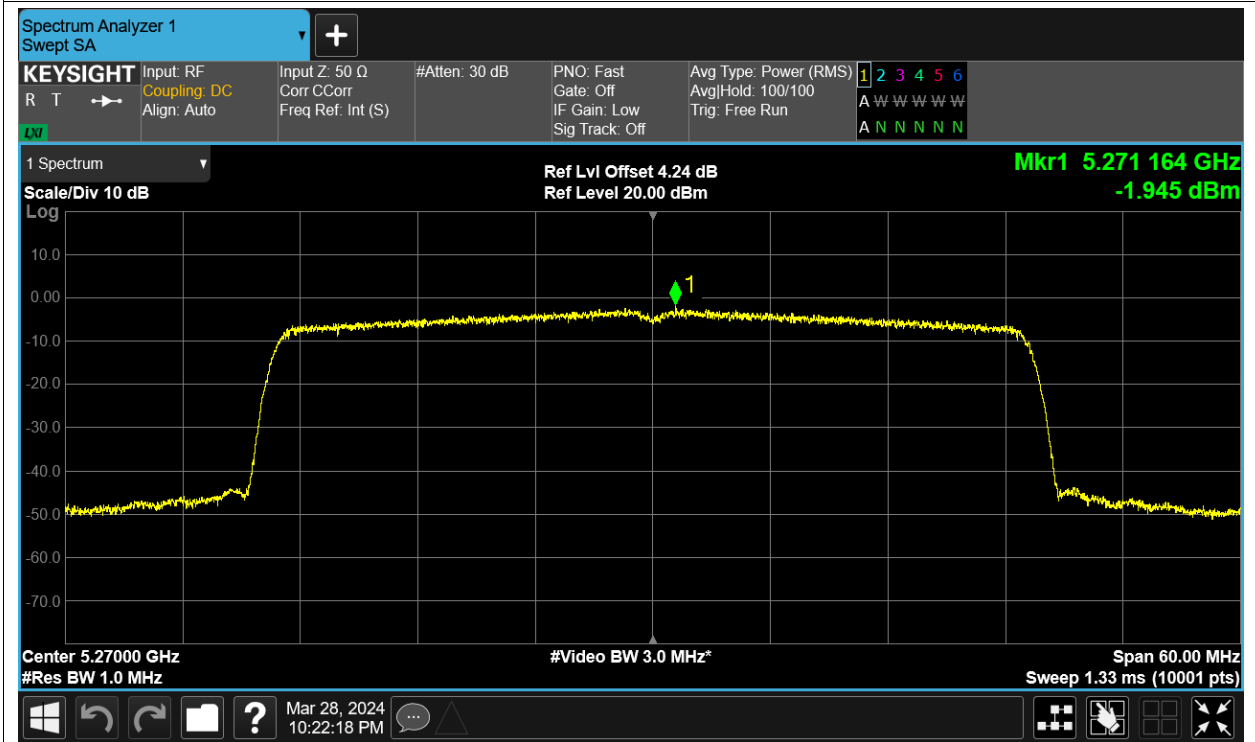 Spectrum Analyzer 1
Swept SA
+
KEYSIGHT
R T
LXI
Input: RF
Coupling: DC
Align: Auto
Input Z: 50 Ω
Corr CCorr
Freq Ref: Int (S)
#Atten: 30 dB
PNO: Fast
Gate: Off
IF Gain: Low
Sig Track: Off
Avg Type: Power (RMS)
Avg|Hold: 100/100
Trig: Free Run
1 2 3 4 5 6
A W W W W W
A N N N N N
1 Spectrum
Scale/Div 10 dB
Log
Ref Lvl Offset 4.24 dB
Ref Level 20.00 dBm
Mkr1 5.271 164 GHz
-1.945 dBm
1
10.0
0.00
-10.0
-20.0
-30.0
-40.0
-50.0
-60.0
-70.0
Center 5.27000 GHz
#Res BW 1.0 MHz
#Video BW 3.0 MHz*
Span 60.00 MHz
Sweep 1.33 ms (10001 pts)
?
Mar 28, 2024
10:22:18 PM